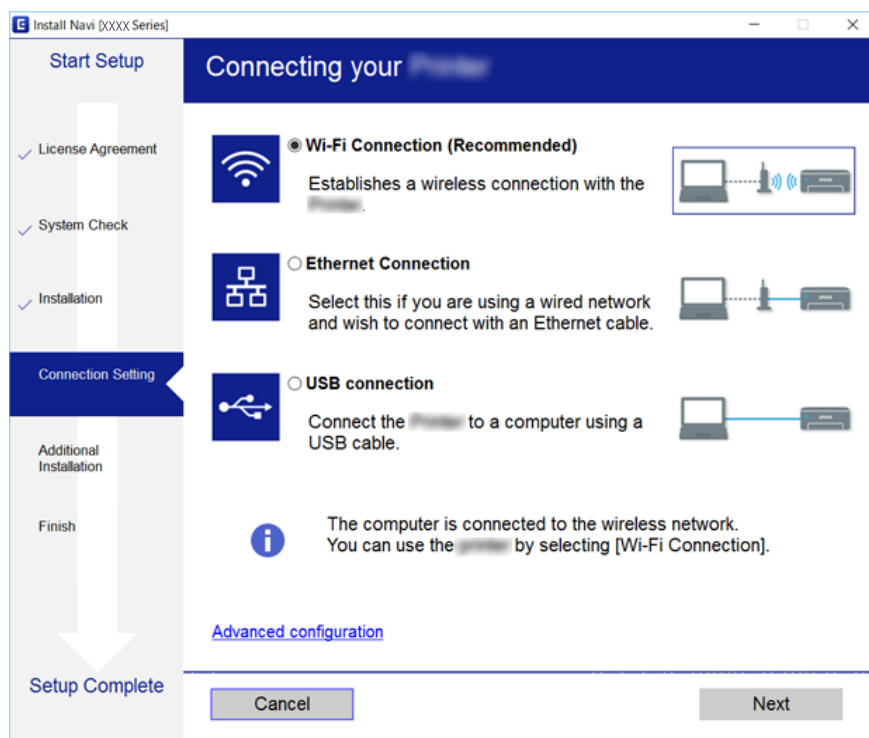 E Install Navi [XXXX Series]
Start Setup
License Agreement
System Check
Installation
Connection Setting
Additional
Installation
Finish
Setup Complete
Connecting your
Wi-Fi Connection (Recommended)
Establishes a wireless connection with the
.
Ethernet Connection
Select this if you are using a wired network
and wish to connect with an Ethernet cable.
USB connection
Connect the to a computer using a
USB cable.
The computer is connected to the wireless network.
You can use the by selecting [Wi-Fi Connection].
Advanced configuration
Cancel
Next